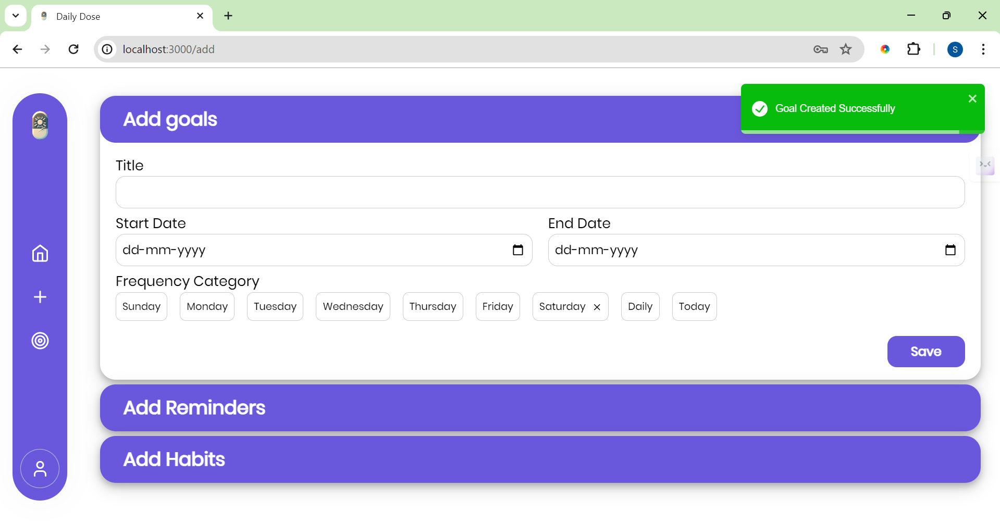 Daily Dose
localhost:3000/add
S
Add goals
Goal Created Successfully
Title
Start Date
End Date
dd-mm-yyyy
dd-mm-yyyy
Frequency Category
Sunday
Monday
Tuesday
Wednesday
Thursday
Friday
Saturday
Daily
Today
Save
Add Reminders
Add Habits